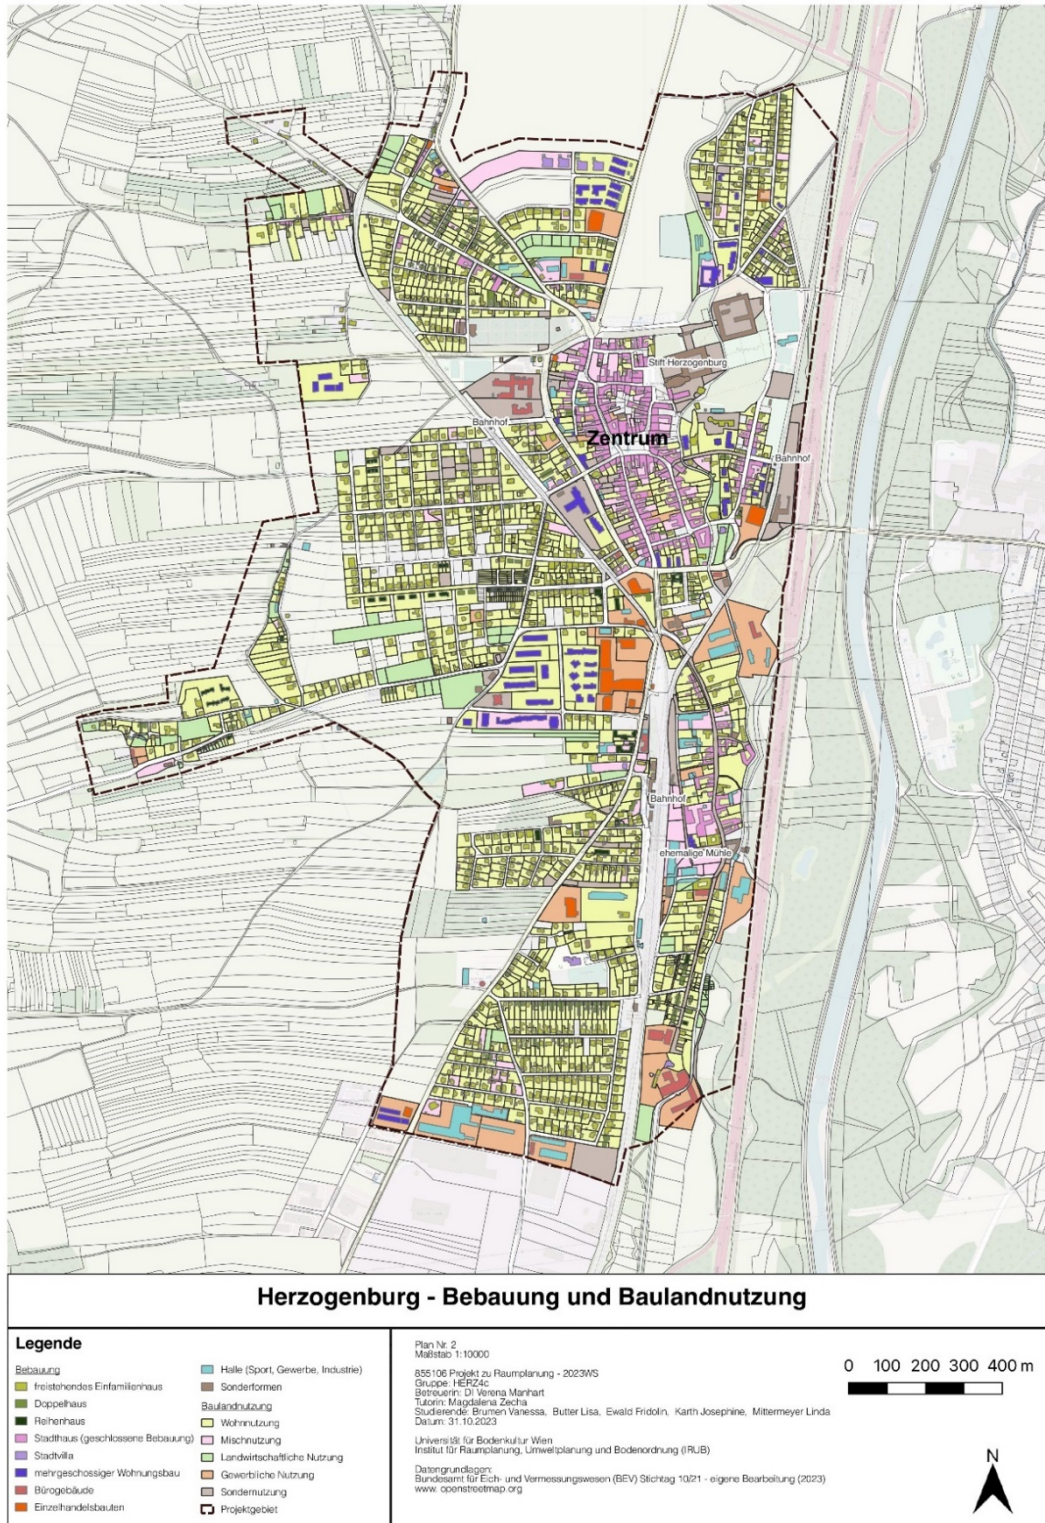 Stift Herzogenburg
Bahnhof
Zentrum
Bahnhof
Bahnhof
ehemalige Mühle
Herzogenburg - Bebauung und Baulandnutzung
Legende
Bebauung
freistehendes Einfamilienhaus
Doppelhaus
Reihenhaus
Stadthaus (geschlossene Bebauung)
Stadtvilla
mehrgeschossiger Wohnungsbau
Bürogebäude
Einzelhandelsbauten
Halle (Sport, Gewerbe, Industrie)
Sonderformen
Baulandnutzung
Wohnnutzung
Mischnutzung
Landwirtschaftliche Nutzung
Gewerbliche Nutzung
Sondernutzung
Projektgebiet
Plan Nr. 2
Maßstab 1:10000
855106 Projekt zu Raumplanung - 2023WS
Gruppe: HERZ4c
Betreuerin: DI Verena Manhart
Tutorin: Magdalena Zecha
Studierende: Brumen Vanessa, Butter Lisa, Ewald Fridolin, Karth Josephine, Mittermeyer Linda
Datum: 31.10.2023
Universität für Bodenkultur Wien
Institut für Raumplanung, Umweltplanung und Bodenordnung (IRUB)
Datengrundlagen:
Bundesamt für Eich- und Vermessungswesen (BEV) Stichtag 10/21 - eigene Bearbeitung (2023)
www. openstreetmap.org
0 100 200 300 400 m
N